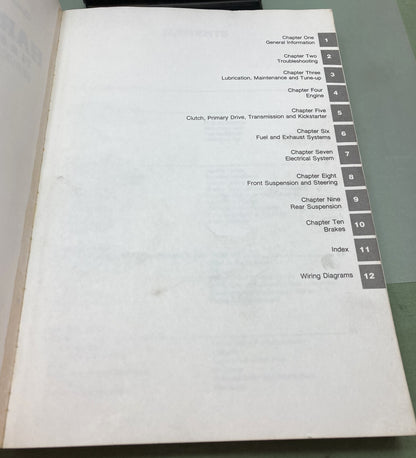 Chapter One
General Information 1
Chapter Two
Troubleshooting 2
Chapter Three
Lubrication, Maintenance and Tune-up 3
Chapter Four
Engine 4
Chapter Five
Clutch, Primary Drive, Transmission and Kickstarter 5
Chapter Six
Fuel and Exhaust Systems 6
Chapter Seven
Electrical System 7
Chapter Eight
Front Suspension and Steering 8
Chapter Nine
Rear Suspension 9
Chapter Ten
Brakes 10
Index 11
Wiring Diagrams 12